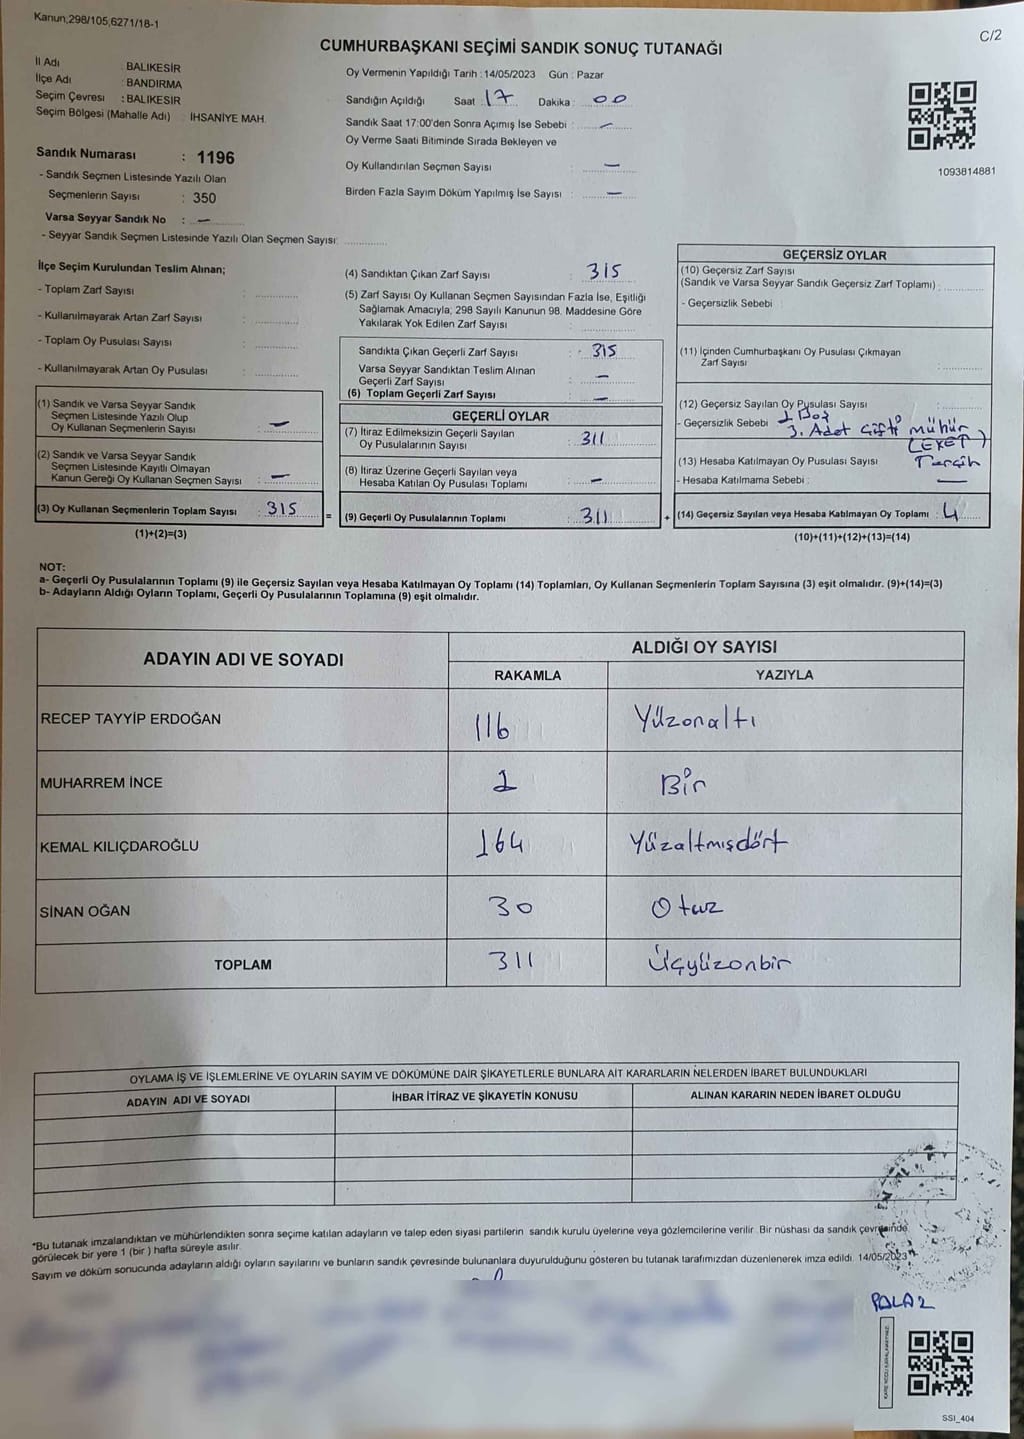 Kanun,298/105,6271/18-1
C/2
CUMHURBAŞKANI SEÇİMİ SANDIK SONUÇ TUTANAĞI
İl Adı : BALIKESİR
İlçe Adı : BANDIRMA
Seçim Çevresi : BALIKESİR
Seçim Bölgesi (Mahalle Adı) : İHSANİYE MAH.
Sandık Numarası : 1196
- Sandık Seçmen Listesinde Yazılı Olan
Seçmenlerin Sayısı : 350
Varsa Seyyar Sandık No : –
- Seyyar Sandık Seçmen Listesinde Yazılı Olan Seçmen Sayısı:
Oy Vermenin Yapıldığı Tarih : 14/05/2023 Gün : Pazar
Sandığın Açıldığı Saat : 17 Dakika : 00
Sandık Saat 17:00'den Sonra Açımış İse Sebebi : –
Oy Verme Saati Bitiminde Sırada Bekleyen ve
Oy Kullandırılan Seçmen Sayısı : –
Birden Fazla Sayım Döküm Yapılmış İse Sayısı : –
1093814881
İlçe Seçim Kurulundan Teslim Alınan;
- Toplam Zarf Sayısı :
- Kullanılmayarak Artan Zarf Sayısı :
- Toplam Oy Pusulası Sayısı :
- Kullanılmayarak Artan Oy Pusulası :
(1) Sandık ve Varsa Seyyar Sandık
Seçmen Listesinde Yazılı Olup
Oy Kullanan Seçmenlerin Sayısı : –
(2) Sandık ve Varsa Seyyar Sandık
Seçmen Listesinde Kayıtlı Olmayan
Kanun Gereği Oy Kullanan Seçmen Sayısı : –
(3) Oy Kullanan Seçmenlerin Toplam Sayısı : 315
(1)+(2)=(3)
(4) Sandıktan Çıkan Zarf Sayısı : 315
(5) Zarf Sayısı Oy Kullanan Seçmen Sayısından Fazla İse, Eşitliği
Sağlamak Amacıyla, 298 Sayılı Kanunun 98. Maddesine Göre
Yakılarak Yok Edilen Zarf Sayısı :
Sandıkta Çıkan Geçerli Zarf Sayısı : 315
Varsa Seyyar Sandıktan Teslim Alınan
Geçerli Zarf Sayısı : –
(6) Toplam Geçerli Zarf Sayısı : –
GEÇERLİ OYLAR
(7) İtiraz Edilmeksizin Geçerli Sayılan
Oy Pusulalarının Sayısı : 311
(8) İtiraz Üzerine Geçerli Sayılan veya
Hesaba Katılan Oy Pusulası Toplamı : –
= (9) Geçerli Oy Pusulalarının Toplamı : 311
GEÇERSİZ OYLAR
(10) Geçersiz Zarf Sayısı
(Sandık ve Varsa Seyyar Sandık Geçersiz Zarf Toplamı) :
- Geçersizlik Sebebi :
(11) İçinden Cumhurbaşkanı Oy Pusulası Çıkmayan
Zarf Sayısı :
(12) Geçersiz Sayılan Oy Pusulası Sayısı :
- Geçersizlik Sebebi 1 Boş
3. Adet Çift mühür
(EVET)
Tercih
(13) Hesaba Katılmayan Oy Pusulası Sayısı :
- Hesaba Katılmama Sebebi : –
+ (14) Geçersiz Sayılan veya Hesaba Katılmayan Oy Toplamı : 4
(10)+(11)+(12)+(13)=(14)
NOT:
a- Geçerli Oy Pusulalarının Toplamı (9) ile Geçersiz Sayılan veya Hesaba Katılmayan Oy Toplamı (14) Toplamları, Oy Kullanan Seçmenlerin Toplam Sayısına (3) eşit olmalıdır. (9)+(14)=(3)
b- Adayların Aldığı Oyların Toplamı, Geçerli Oy Pusulalarının Toplamına (9) eşit olmalıdır.
ADAYIN ADI VE SOYADI ALDIĞI OY SAYISI
RAKAMLA YAZIYLA
RECEP TAYYİP ERDOĞAN 116 Yüzonaltı
MUHARREM İNCE 1 Bir
KEMAL KILIÇDAROĞLU 164 Yüzaltmışdört
SİNAN OĞAN 30 Otuz
TOPLAM 311 Üçyüzonbir
OYLAMA İŞ VE İŞLEMLERİNE VE OYLARIN SAYIM VE DÖKÜMÜNE DAİR ŞİKAYETLERLE BUNLARA AİT KARARLARIN NELERDEN İBARET BULUNDUKLARI
ADAYIN ADI VE SOYADI İHBAR İTİRAZ VE ŞİKAYETİN KONUSU ALINAN KARARIN NEDEN İBARET OLDUĞU
*Bu tutanak imzalandıktan ve mühürlendikten sonra seçime katılan adayların ve talep eden siyasi partilerin sandık kurulu üyelerine veya gözlemcilerine verilir. Bir nüshası da sandık çevresinde
görülecek bir yere 1 (bir ) hafta süreyle asılır.
Sayım ve döküm sonucunda adayların aldığı oyların sayılarını ve bunların sandık çevresinde bulunanlara duyurulduğunu gösteren bu tutanak tarafımızdan düzenlenerek imza edildi. 14/05/2023
SSI_404